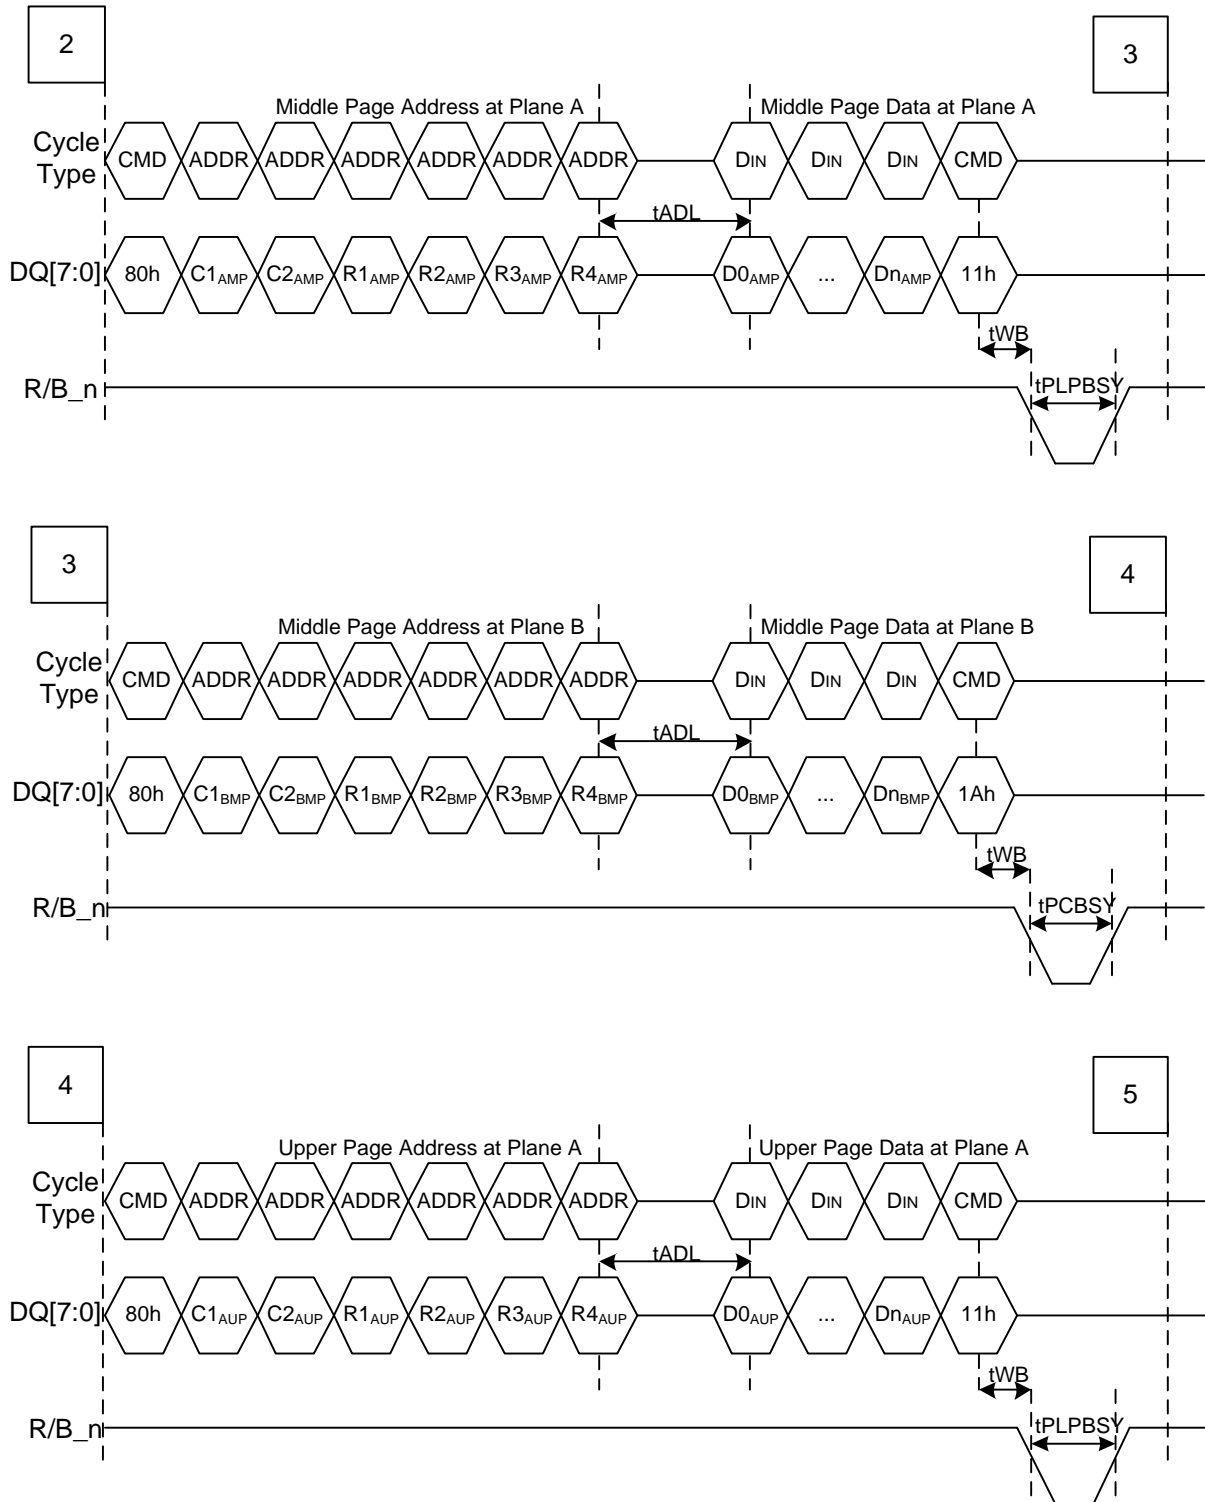 2
3
Middle Page Address at Plane A Middle Page Data at Plane A
Cycle Type CMD ADDR ADDR ADDR ADDR ADDR ADDR DIN DIN DIN CMD
tADL
DQ[7:0] 80h C1AMP C2AMP R1AMP R2AMP R3AMP R4AMP D0AMP ... DnAMP 11h
tWB
R/B_n tPLPBSY
3
4
Middle Page Address at Plane B Middle Page Data at Plane B
Cycle Type CMD ADDR ADDR ADDR ADDR ADDR ADDR DIN DIN DIN CMD
tADL
DQ[7:0] 80h C1BMP C2BMP R1BMP R2BMP R3BMP R4BMP D0BMP ... DnBMP 1Ah
tWB
R/B_n tPCBSY
4
5
Upper Page Address at Plane A Upper Page Data at Plane A
Cycle Type CMD ADDR ADDR ADDR ADDR ADDR ADDR DIN DIN DIN CMD
tADL
DQ[7:0] 80h C1AUP C2AUP R1AUP R2AUP R3AUP R4AUP D0AUP ... DnAUP 11h
tWB
R/B_n tPLPBSY